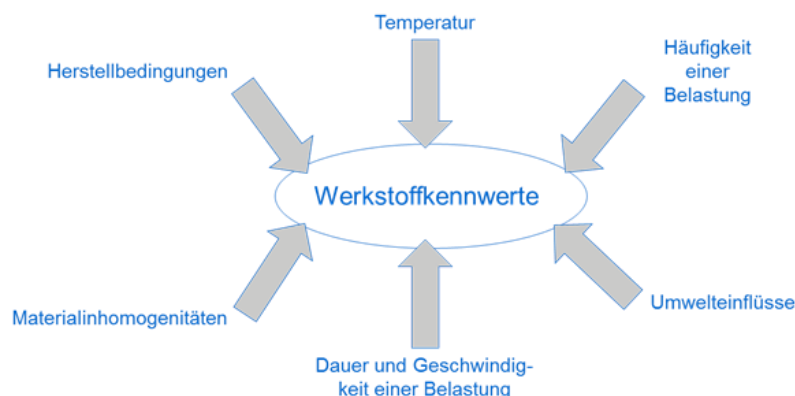 Temperatur
Herstellbedingungen
Häufigkeit
einer
Belastung
Werkstoffkennwerte
Materialinhomogenitäten
Umwelteinflüsse
Dauer und Geschwindig-
keit einer Belastung